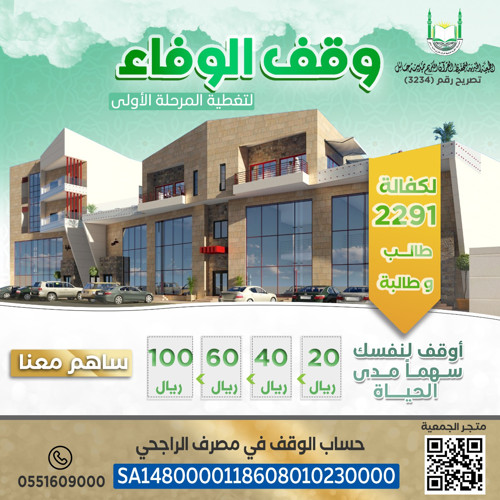 وقف الوفاء
لتغطية المرحلة الأولى
تصريح رقم (3234)
لكفالة
2291
طالب
وطالبة
أوقف لنفسك
سهماً مدى
الحياة
20
ريال
40
ريال
60
ريال
100
ريال
ساهم معنا
متجر الجمعية
حساب الوقف في مصرف الراجحي
SA1480000118608010230000
0551609000